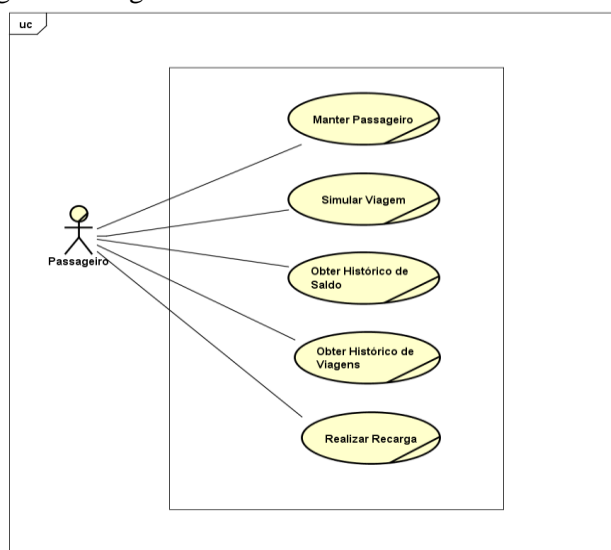 uc
Manter Passageiro
Simular Viagem
Passageiro
Obter Histórico de
Saldo
Obter Histórico de
Viagens
Realizar Recarga